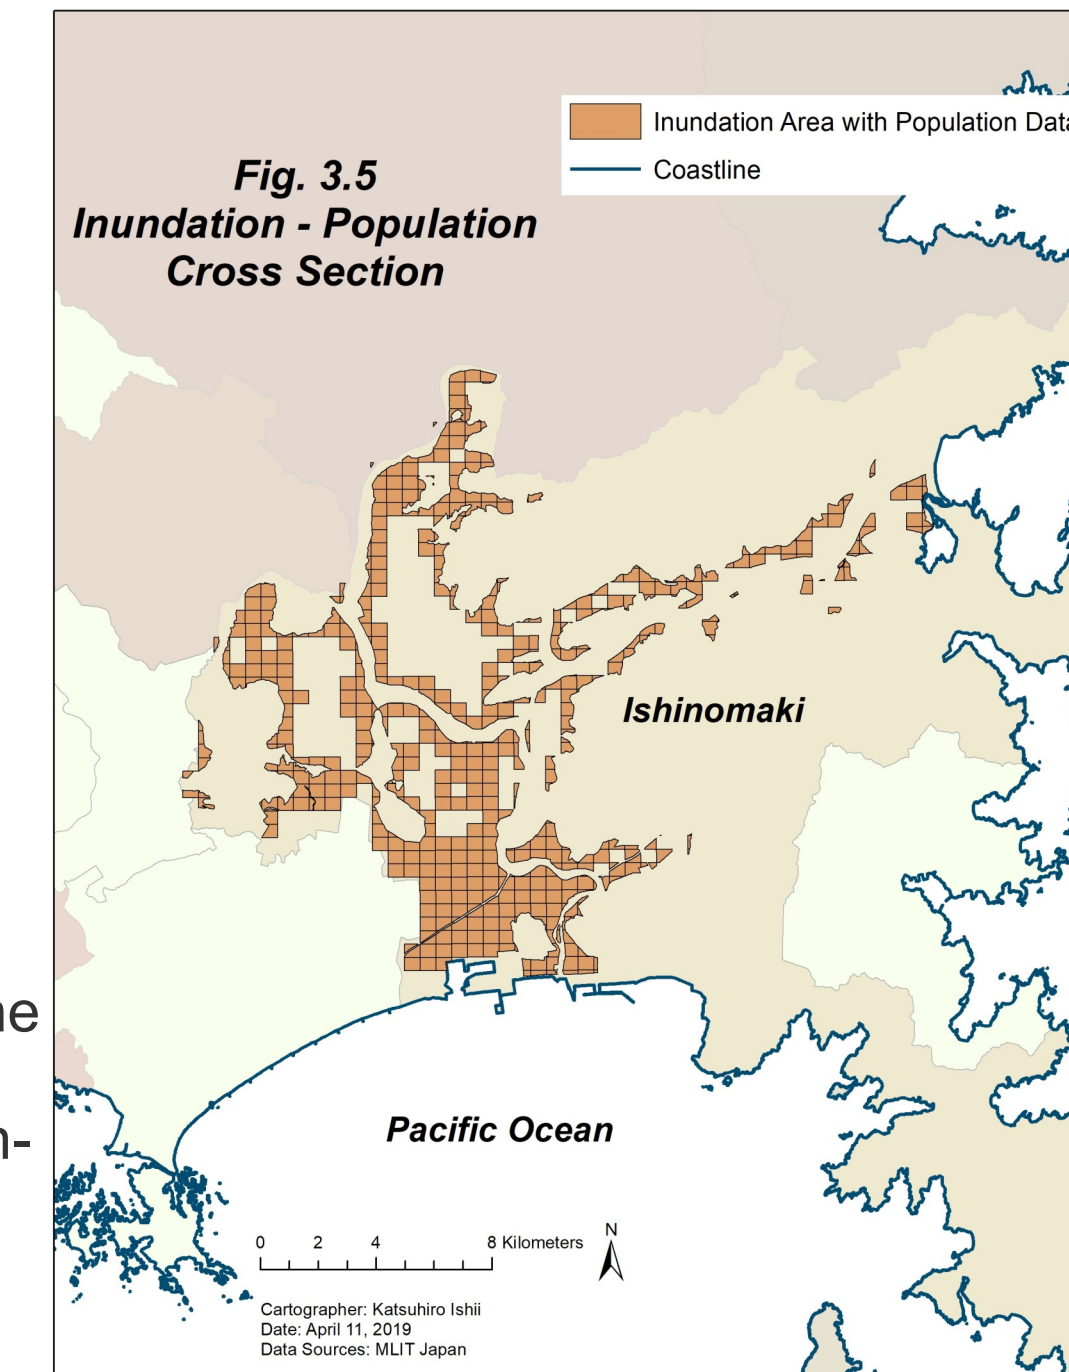 Inundation Area with Population Data
Coastline
Fig. 3.5
Inundation - Population
Cross Section
Ishinomaki
ne
n-
Pacific Ocean
0 2 4 8 Kilometers
N
Cartographer: Katsuhiro Ishii
Date: April 11, 2019
Data Sources: MLIT Japan